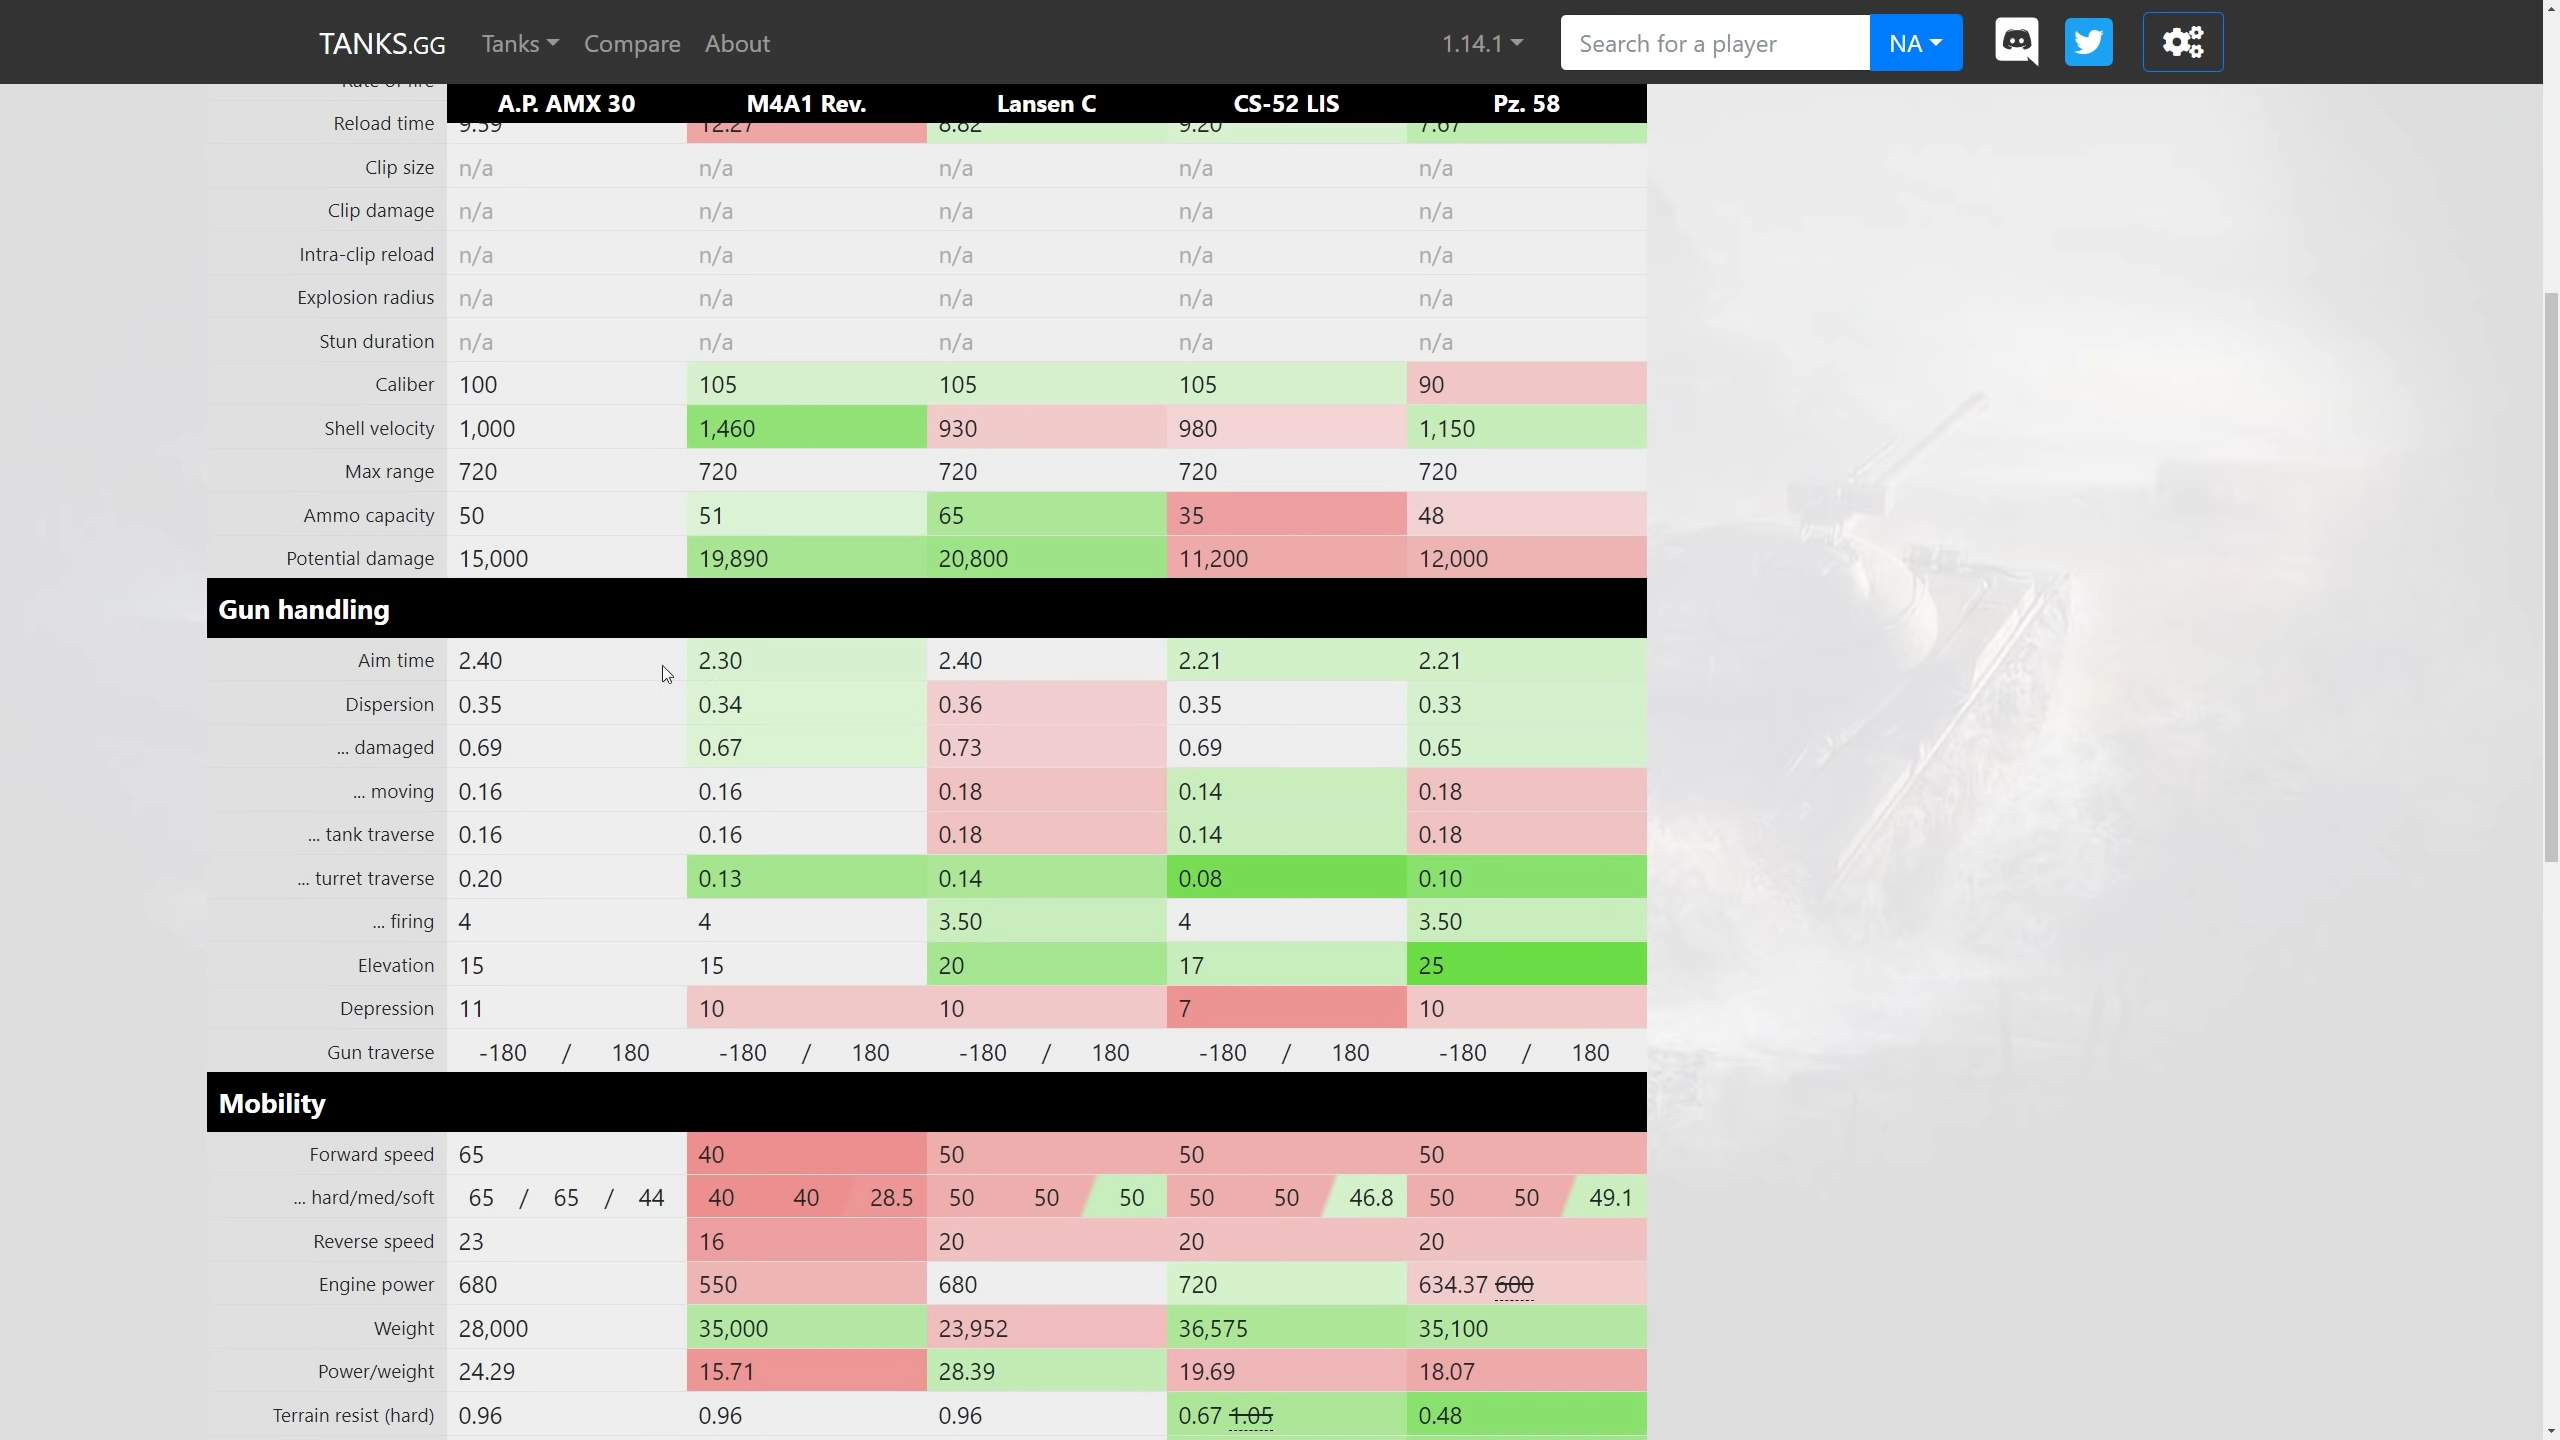 TANKS.GG Tanks Compare About 1.14.1 Search for a player NA
A.P. AMX 30 M4A1 Rev. Lansen C CS-52 LIS Pz. 58
Rate of fire
Reload time 9.59 12.27 8.82 9.20 7.67
Clip size n/a n/a n/a n/a n/a
Clip damage n/a n/a n/a n/a n/a
Intra-clip reload n/a n/a n/a n/a n/a
Explosion radius n/a n/a n/a n/a n/a
Stun duration n/a n/a n/a n/a n/a
Caliber 100 105 105 105 90
Shell velocity 1,000 1,460 930 980 1,150
Max range 720 720 720 720 720
Ammo capacity 50 51 65 35 48
Potential damage 15,000 19,890 20,800 11,200 12,000
Gun handling
Aim time 2.40 2.30 2.40 2.21 2.21
Dispersion 0.35 0.34 0.36 0.35 0.33
... damaged 0.69 0.67 0.73 0.69 0.65
... moving 0.16 0.16 0.18 0.14 0.18
... tank traverse 0.16 0.16 0.18 0.14 0.18
... turret traverse 0.20 0.13 0.14 0.08 0.10
... firing 4 4 3.50 4 3.50
Elevation 15 15 20 17 25
Depression 11 10 10 7 10
Gun traverse -180 / 180 -180 / 180 -180 / 180 -180 / 180 -180 / 180
Mobility
Forward speed 65 40 50 50 50
... hard/med/soft 65 / 65 / 44 40 40 28.5 50 50 50 50 50 46.8 50 50 49.1
Reverse speed 23 16 20 20 20
Engine power 680 550 680 720 634.37 600
Weight 28,000 35,000 23,952 36,575 35,100
Power/weight 24.29 15.71 28.39 19.69 18.07
Terrain resist (hard) 0.96 0.96 0.96 0.67 1.05 0.48